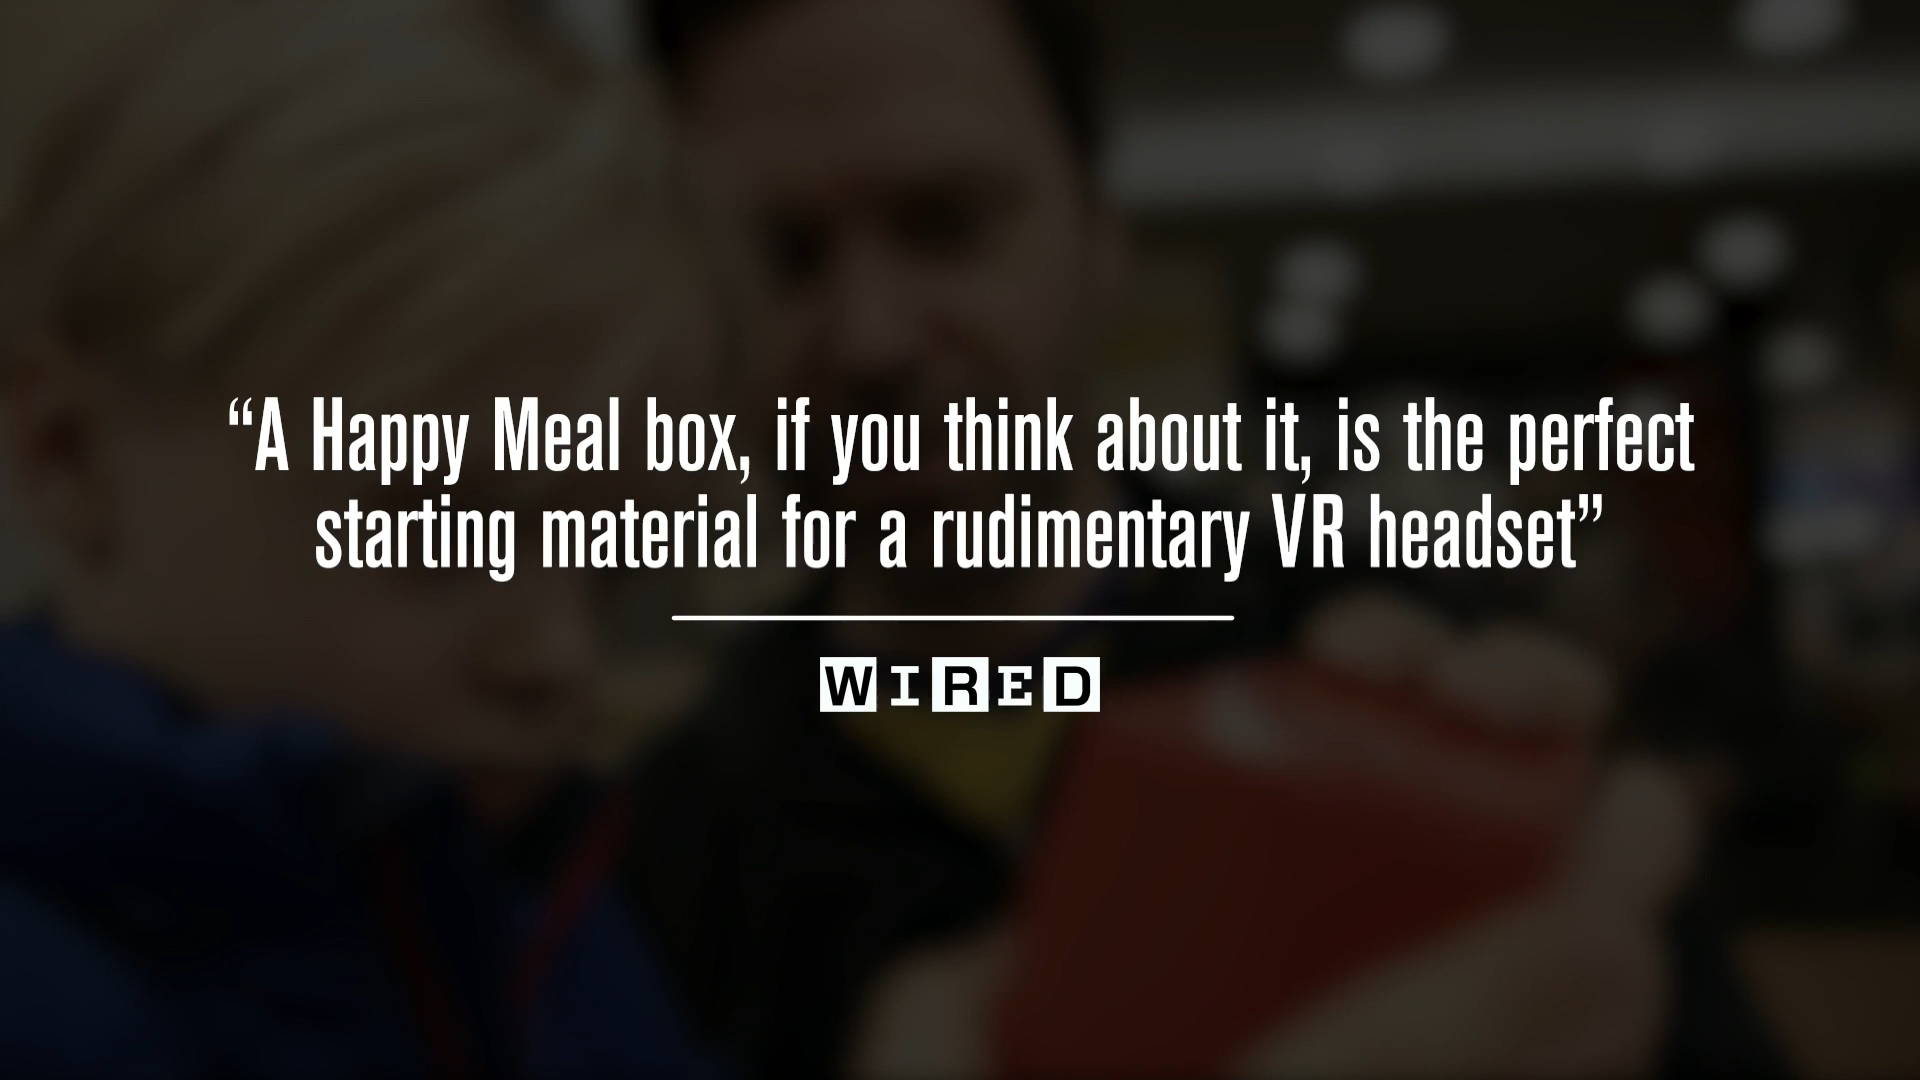 “A Happy Meal box, if you think about it, is the perfect
starting material for a rudimentary VR headset”
WIRED